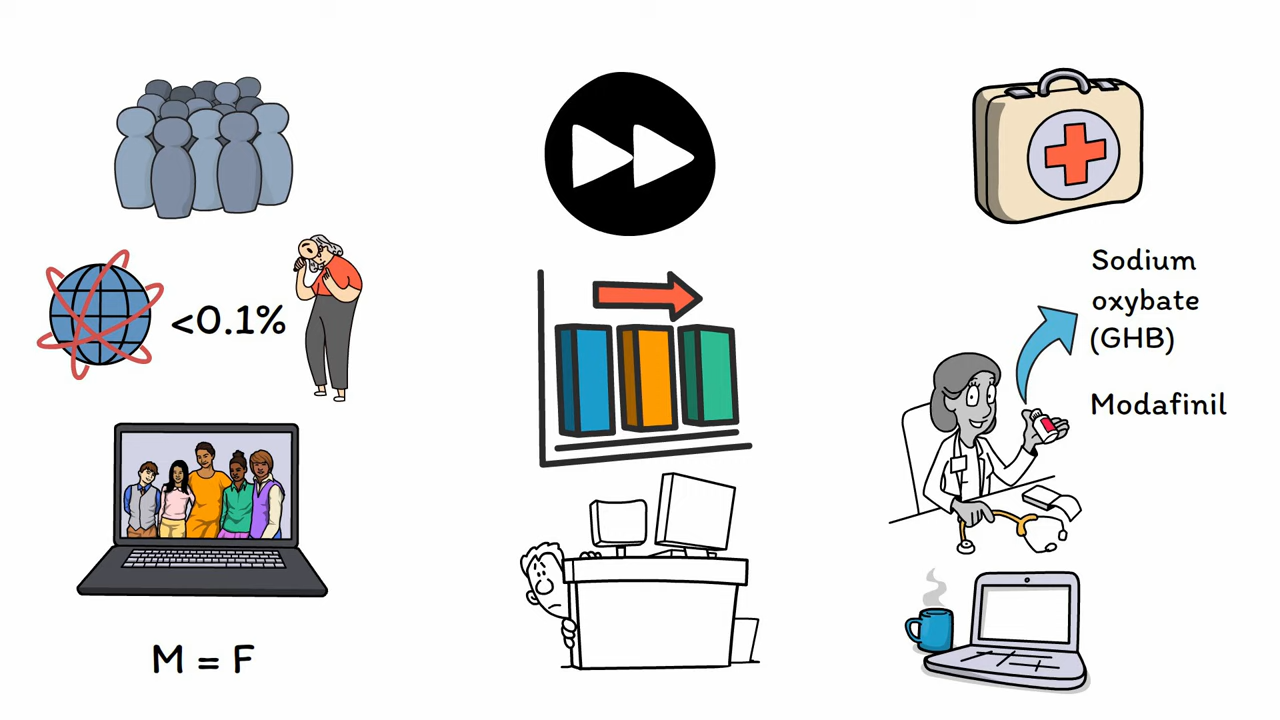 <0.1%
M = F
Sodium
oxybate
(GHB)
Modafinil